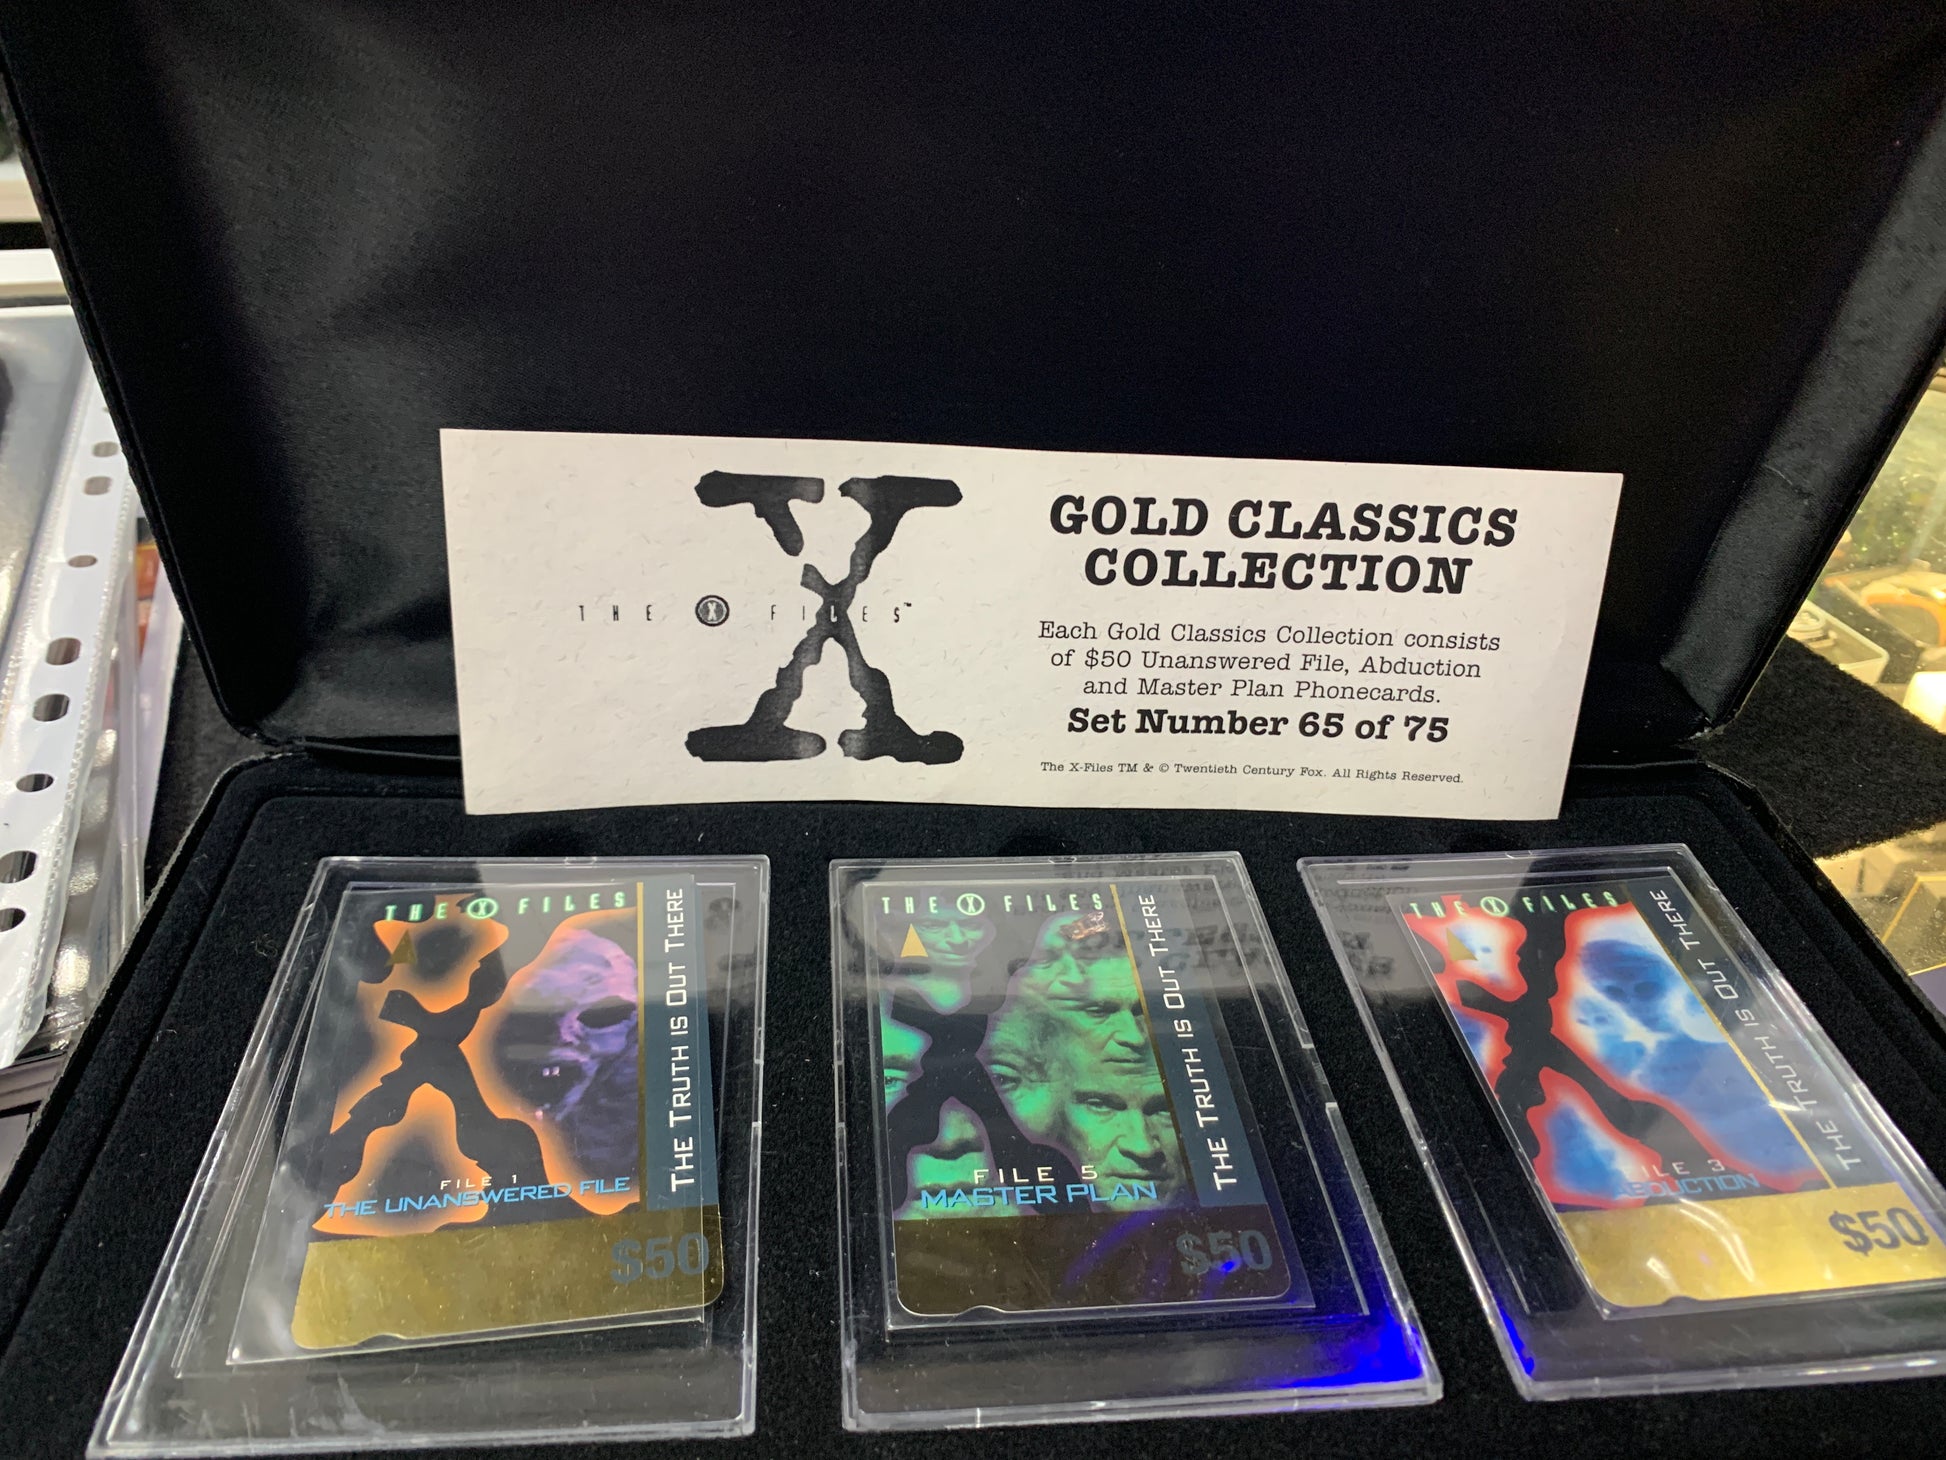 THE X FILES™
GOLD CLASSICS
COLLECTION
Each Gold Classics Collection consists
of $50 Unanswered File, Abduction
and Master Plan Phonecards.
Set Number 65 of 75
The X-Files TM & © Twentieth Century Fox. All Rights Reserved.
THE X FILES
THE TRUTH IS OUT THERE
FILE 1
THE UNANSWERED FILE
$50
THE X FILES
THE TRUTH IS OUT THERE
FILE 5
MASTER PLAN
$50
THE X FILES
THE TRUTH IS OUT THERE
FILE 3
ABDUCTION
$50